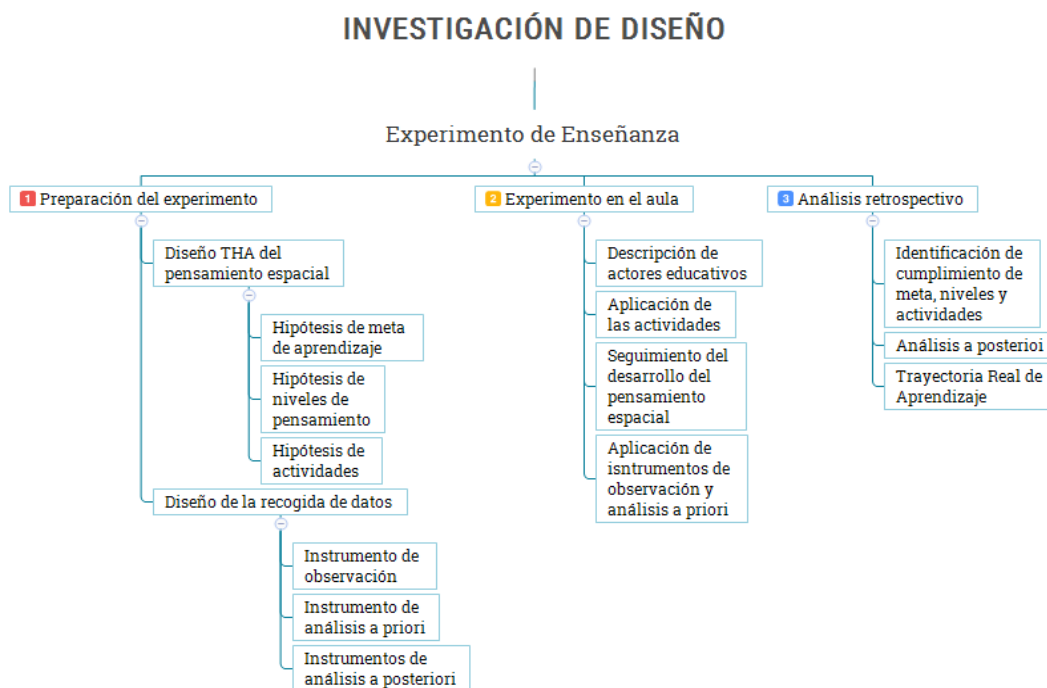 INVESTIGACIÓN DE DISEÑO
Experimento de Enseñanza
1 Preparación del experimento
Diseño THA del
pensamiento espacial
Hipótesis de meta
de aprendizaje
Hipótesis de
niveles de
pensamiento
Hipótesis de
actividades
Diseño de la recogida de datos
Instrumento de
observación
Instrumento de
análisis a priori
Instrumentos de
análisis a posteriori
2 Experimento en el aula
Descripción de
actores educativos
Aplicación de
las actividades
Seguimiento del
desarrollo del
pensamiento
espacial
Aplicación de
isntrumentos de
observación y
análisis a priori
3 Análisis retrospectivo
Identificación de
cumplimiento de
meta, niveles y
actividades
Análisis a posterioi
Trayectoria Real de
Aprendizaje